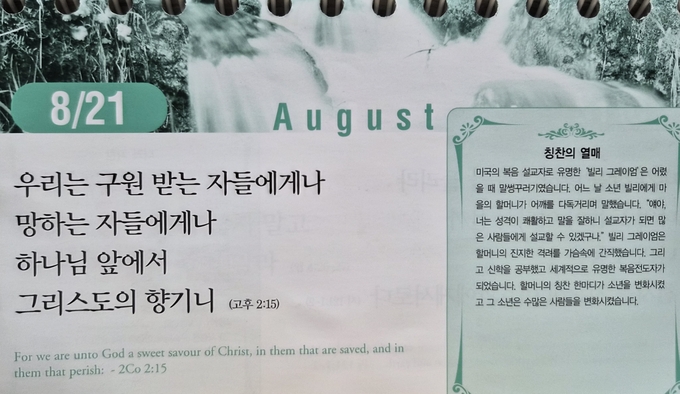 8/21
August
우리는 구원 받는 자들에게나
망하는 자들에게나
하나님 앞에서
그리스도의 향기니 (고후 2:15)
For we are unto God a sweet savour of Christ, in them that are saved, and in
them that perish: - 2Co 2:15
칭찬의 열매
미국의 복음 설교자로 유명한 '빌리 그레이엄'은 어렸
을 때 말썽꾸러기였습니다. 어느 날 소년 빌리에게 마
을의 할머니가 어깨를 다독거리며 말했습니다. "얘야,
너는 성격이 쾌활하고 말을 잘하니 설교자가 되면 많
은 사람들에게 설교할 수 있겠구나." 빌리 그레이엄은
할머니의 진지한 격려를 가슴속에 간직했습니다. 그리
고 신학을 공부했고 세계적으로 유명한 복음전도자가
되었습니다. 할머니의 칭찬 한마디가 소년을 변화시켰
고 그 소년은 수많은 사람들을 변화시켰습니다.